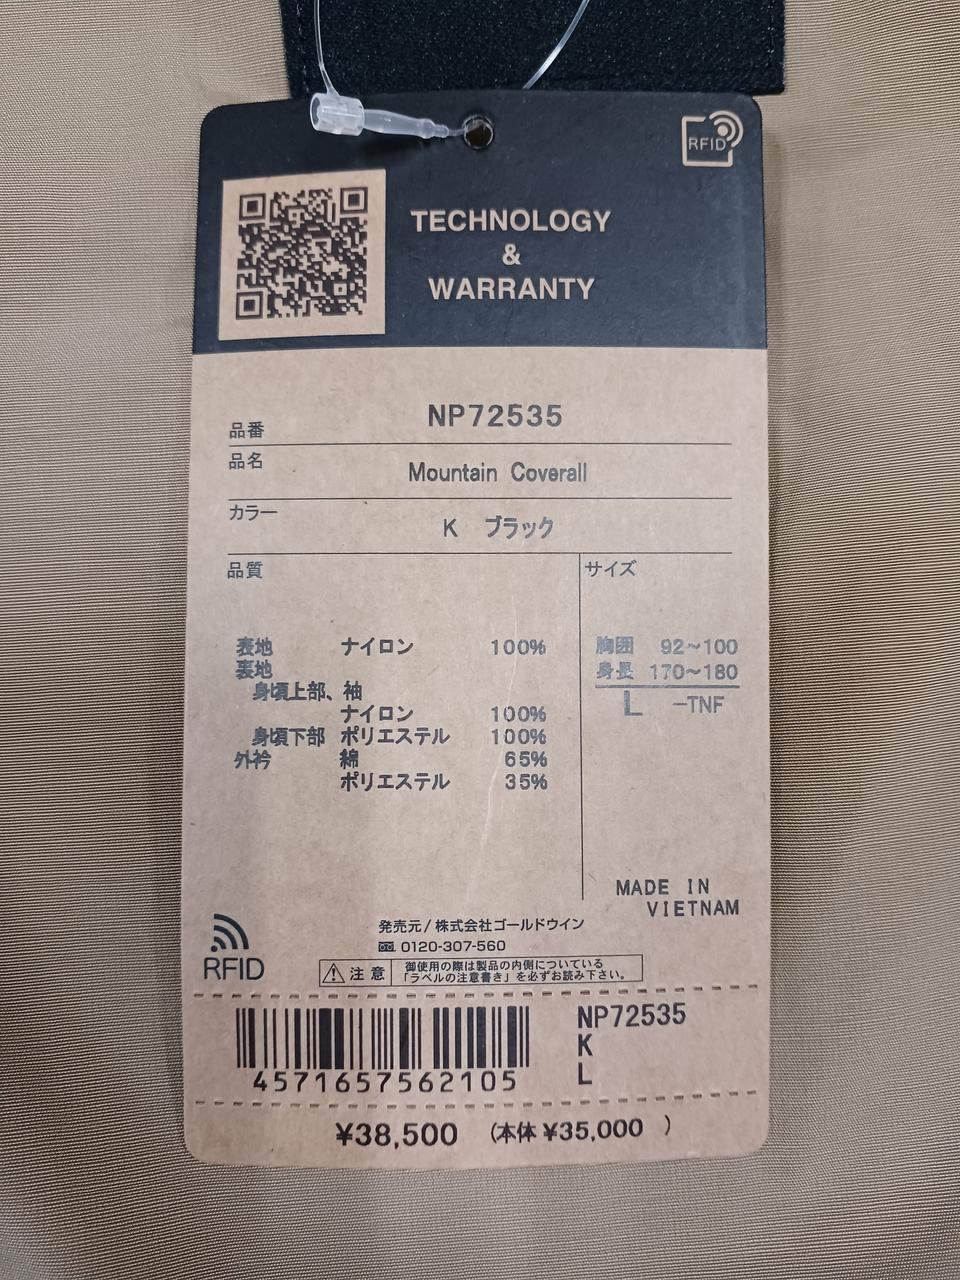 RFID
TECHNOLOGY
&
WARRANTY
品番 NP72535
品名 Mountain Coverall
カラー K ブラック
品質
表地 ナイロン 100%
裏地
身頃上部、袖
ナイロン 100%
身頃下部 ポリエステル 100%
外衿 綿 65%
ポリエステル 35%
サイズ
胸囲 92~100
身長 170~180
L -TNF
MADE IN
VIETNAM
RFID
発売元/株式会社ゴールドウイン
0120-307-560
注意
御使用の際は製品の内側についている
「ラベルの注意書き」を必ずお読み下さい。
4571657562105
NP72535
K
L
¥38,500 (本体 ¥35,000 )